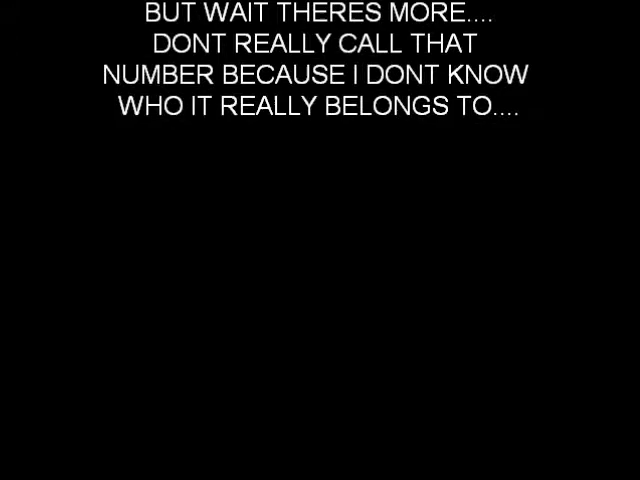 BUT WAIT THERES MORE....
DONT REALLY CALL THAT
NUMBER BECAUSE I DONT KNOW
WHO IT REALLY BELONGS TO....